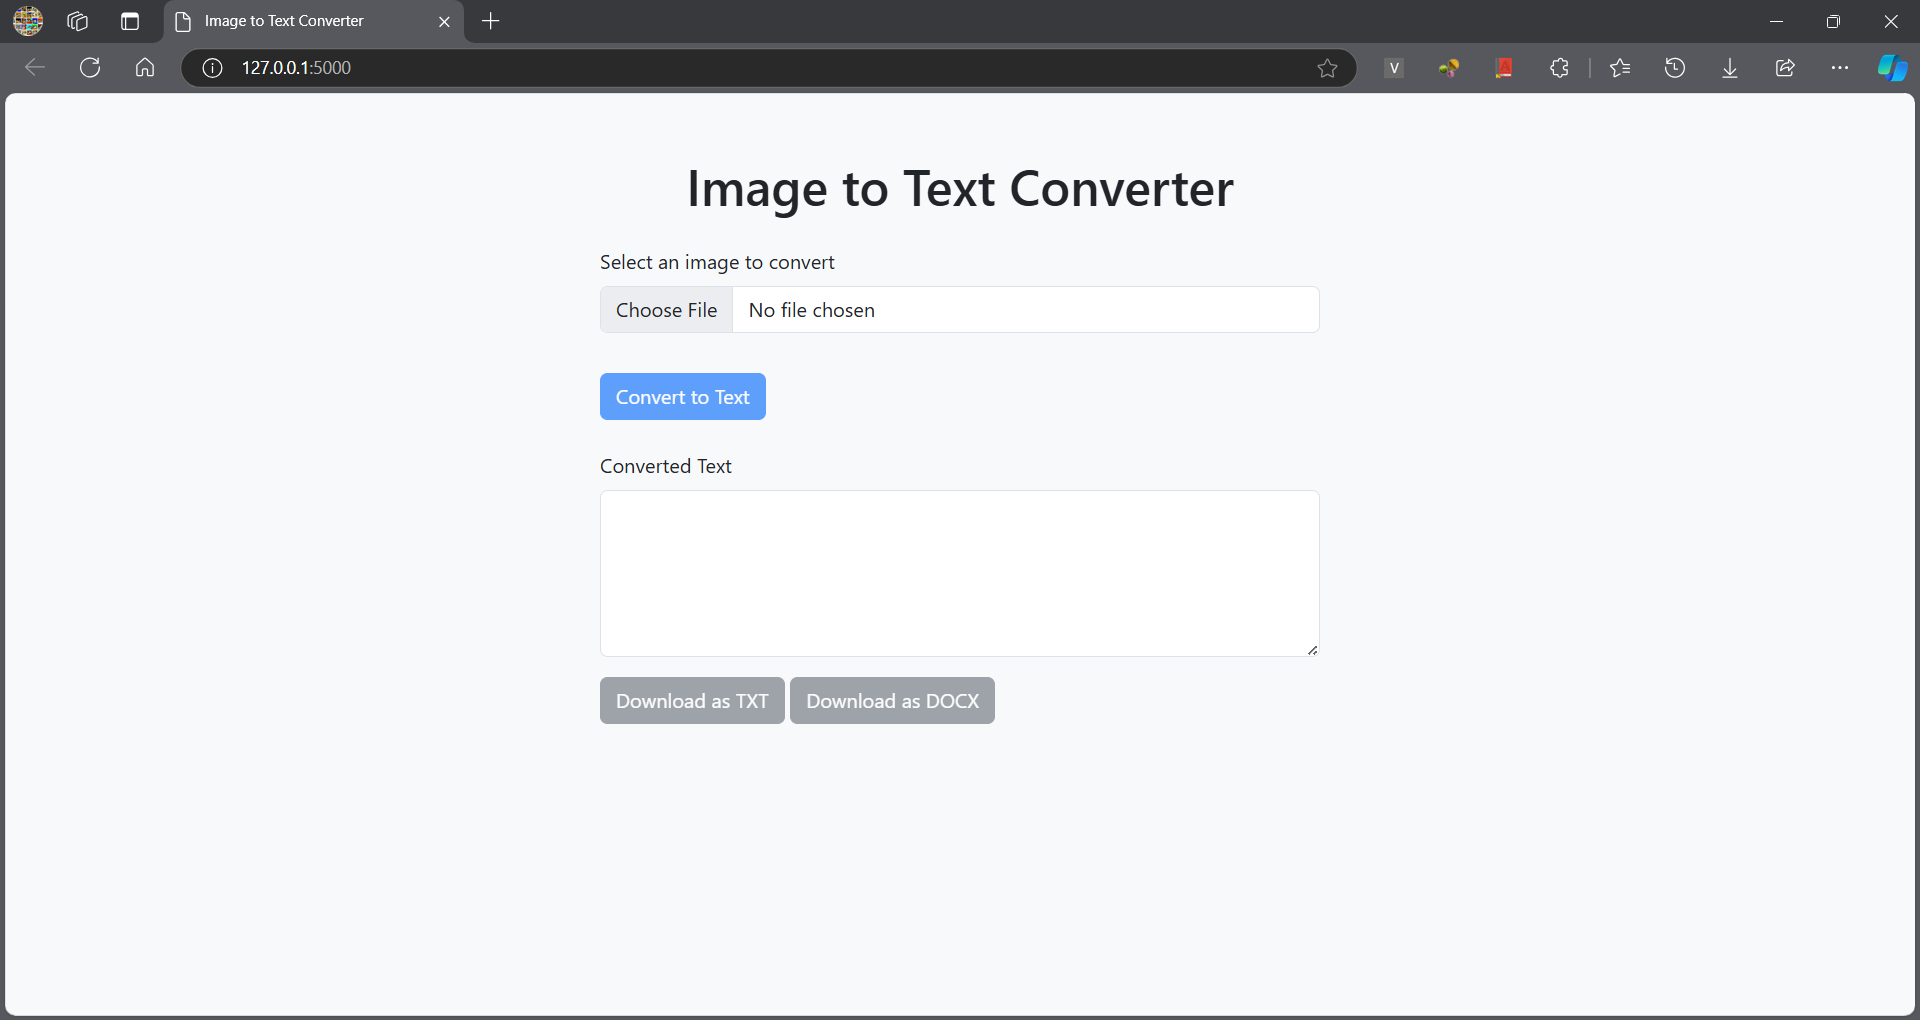 Image to Text Converter
127.0.0.1:5000
V
Image to Text Converter
Select an image to convert
Choose File No file chosen
Convert to Text
Converted Text
Download as TXT Download as DOCX